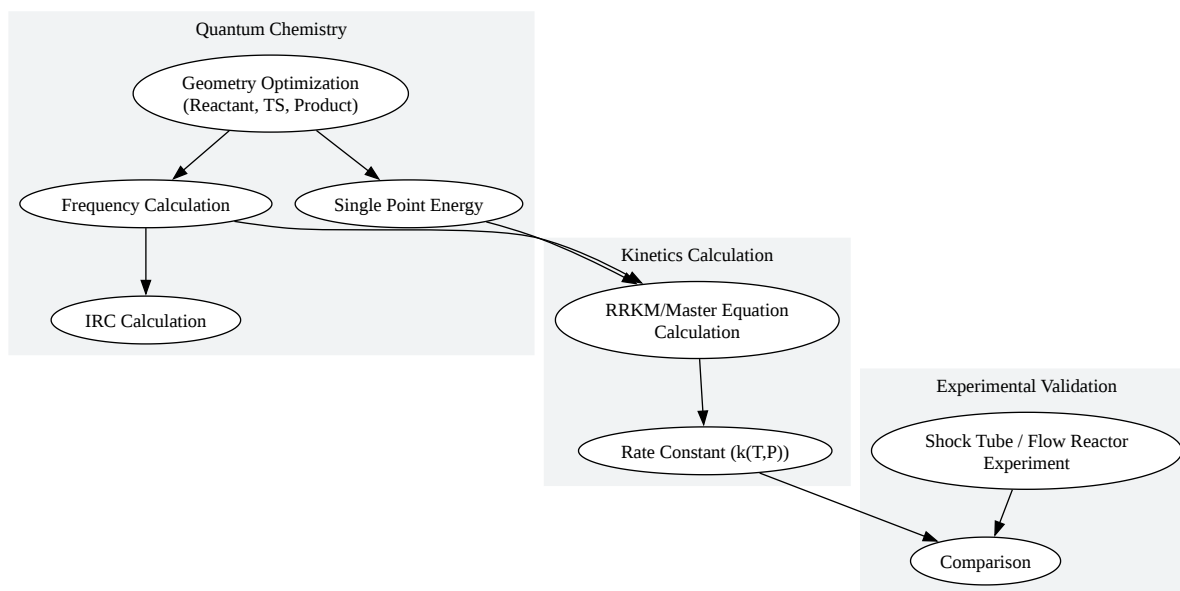 Quantum Chemistry
Geometry Optimization
(Reactant, TS, Product)
Frequency Calculation
Single Point Energy
IRC Calculation
Kinetics Calculation
RRKM/Master Equation
Calculation
Rate Constant (k(T,P))
Experimental Validation
Shock Tube / Flow Reactor
Experiment
Comparison